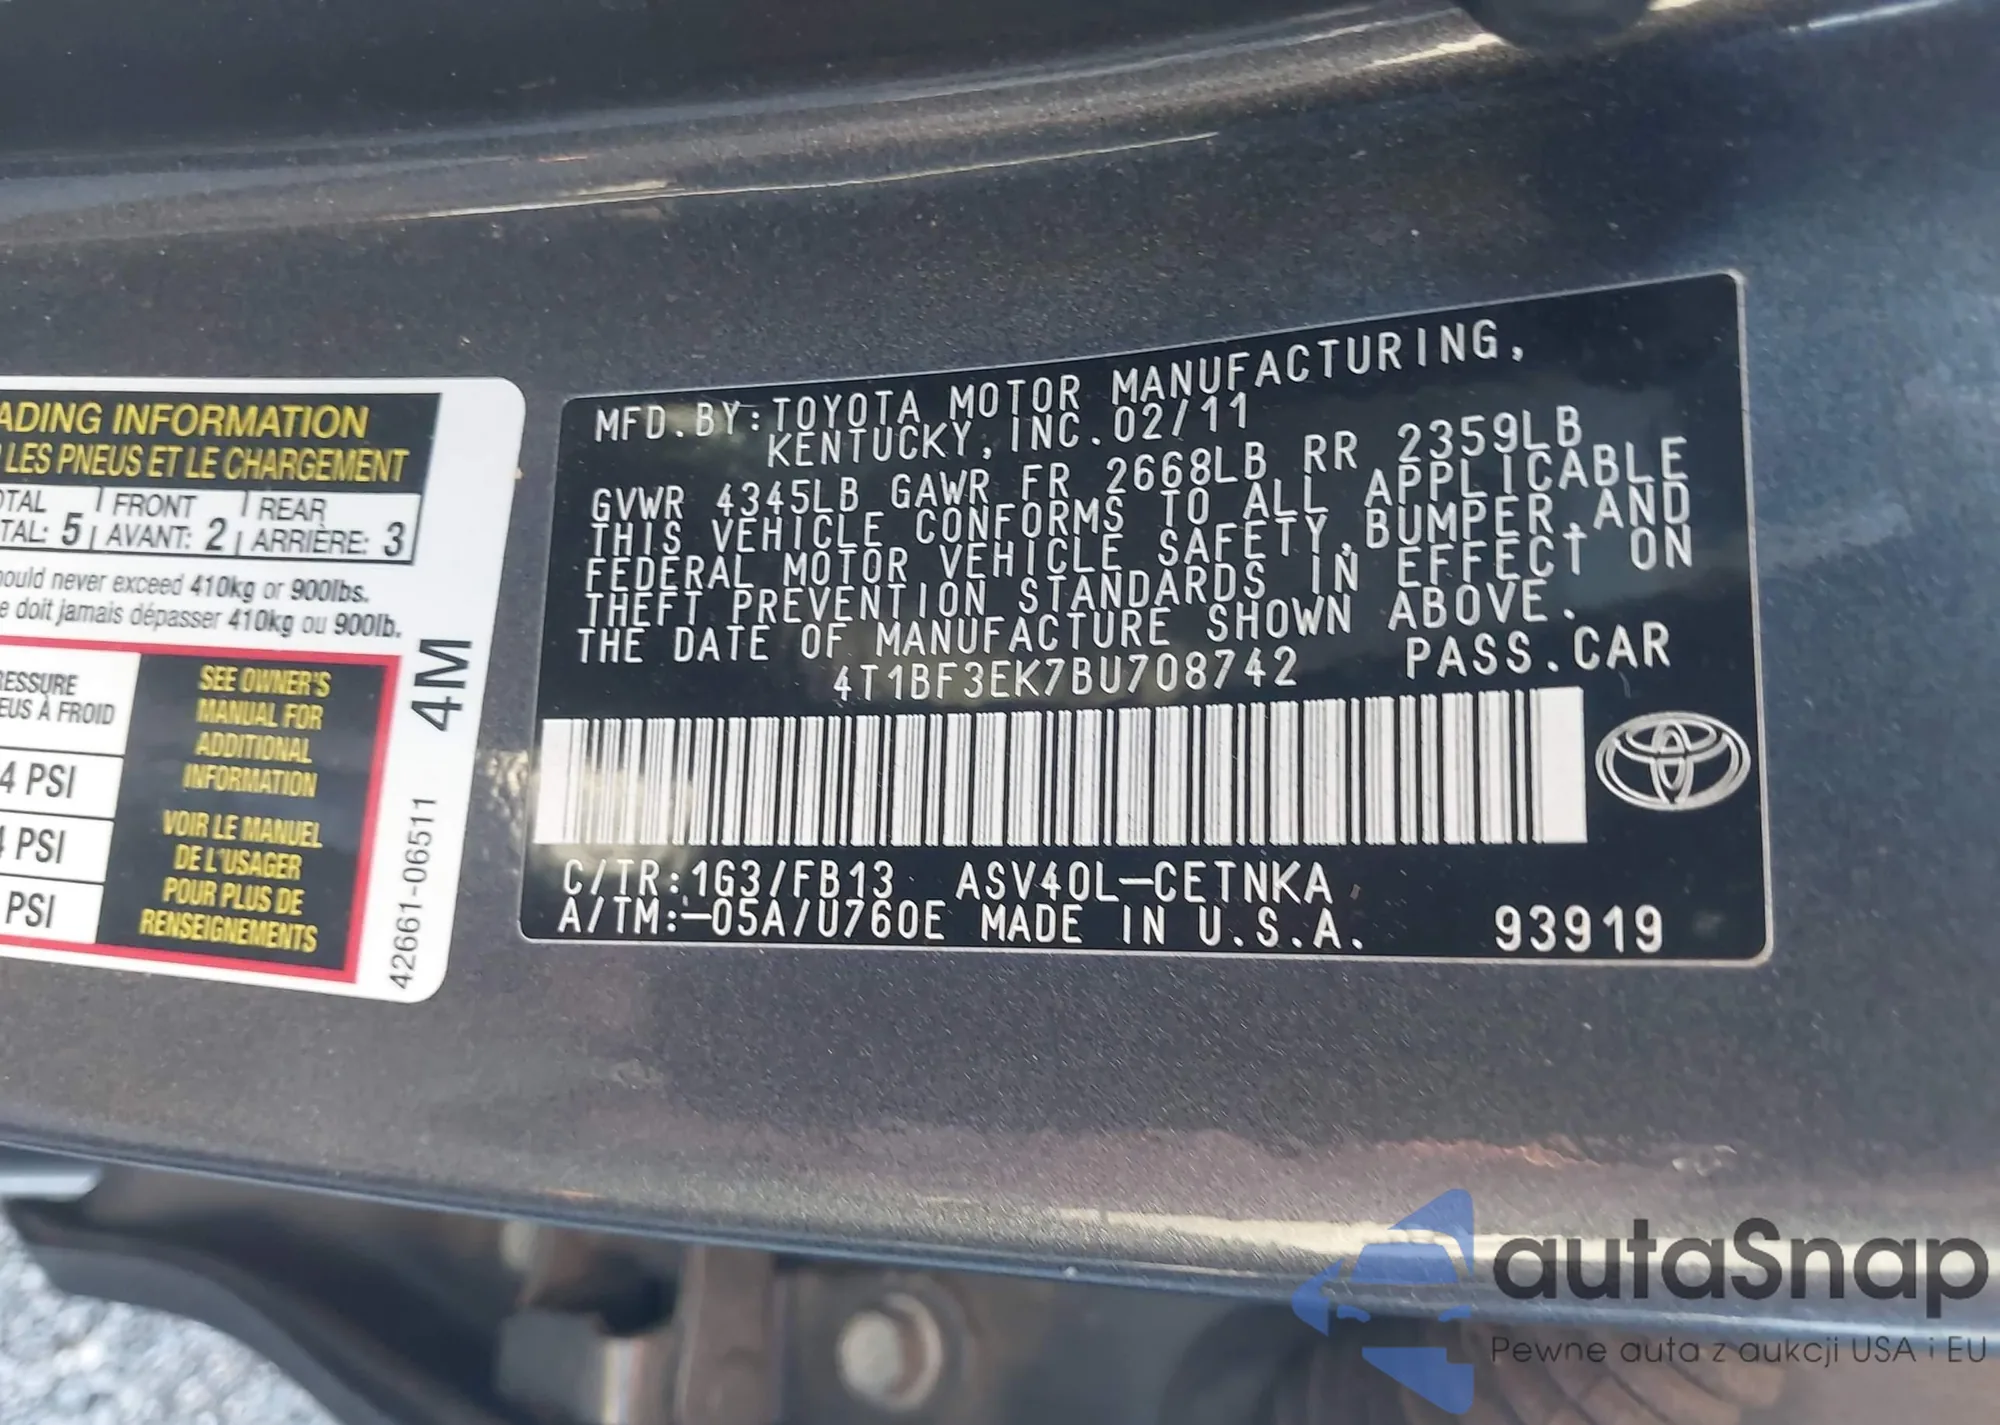 ADING INFORMATION
LES PNEUS ET LE CHARGEMENT
OTAL FRONT REAR
TAL: 5 AVANT: 2 ARRIÈRE: 3
ould never exceed 410kg or 900lbs.
e doit jamais dépasser 410kg ou 900lb.
RESSURE
EUS À FROID
4 PSI
4 PSI
PSI
SEE OWNER'S
MANUAL FOR
ADDITIONAL
INFORMATION
VOIR LE MANUEL
DE L'USAGER
POUR PLUS DE
RENSEIGNEMENTS
4M
42661-06511
MFD.BY:TOYOTA MOTOR MANUFACTURING,
KENTUCKY,INC.02/11
GVWR 4345LB GAWR FR 2668LB RR 2359LB
THIS VEHICLE CONFORMS TO ALL APPLICABLE
FEDERAL MOTOR VEHICLE SAFETY,BUMPER,AND
THEFT PREVENTION STANDARDS IN EFFECT ON
THE DATE OF MANUFACTURE SHOWN ABOVE.
4T1BF3EK7BU708742 PASS.CAR
C/TR:1G3/FB13 ASV40L-CETNKA
A/TM:-05A/U760E MADE IN U.S.A. 93919
autaSnap
Pewne auta z aukcji USA i EU